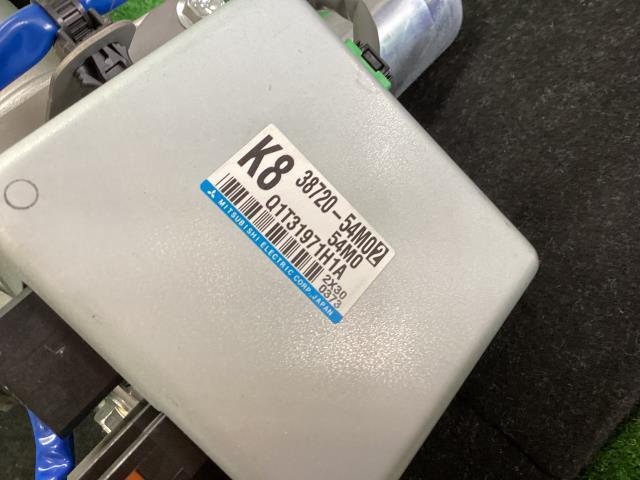 K8
38720-54M02
54M0
Q1T31971H1A
2X30
0373
MITSUBISHI ELECTRIC CORP. JAPAN